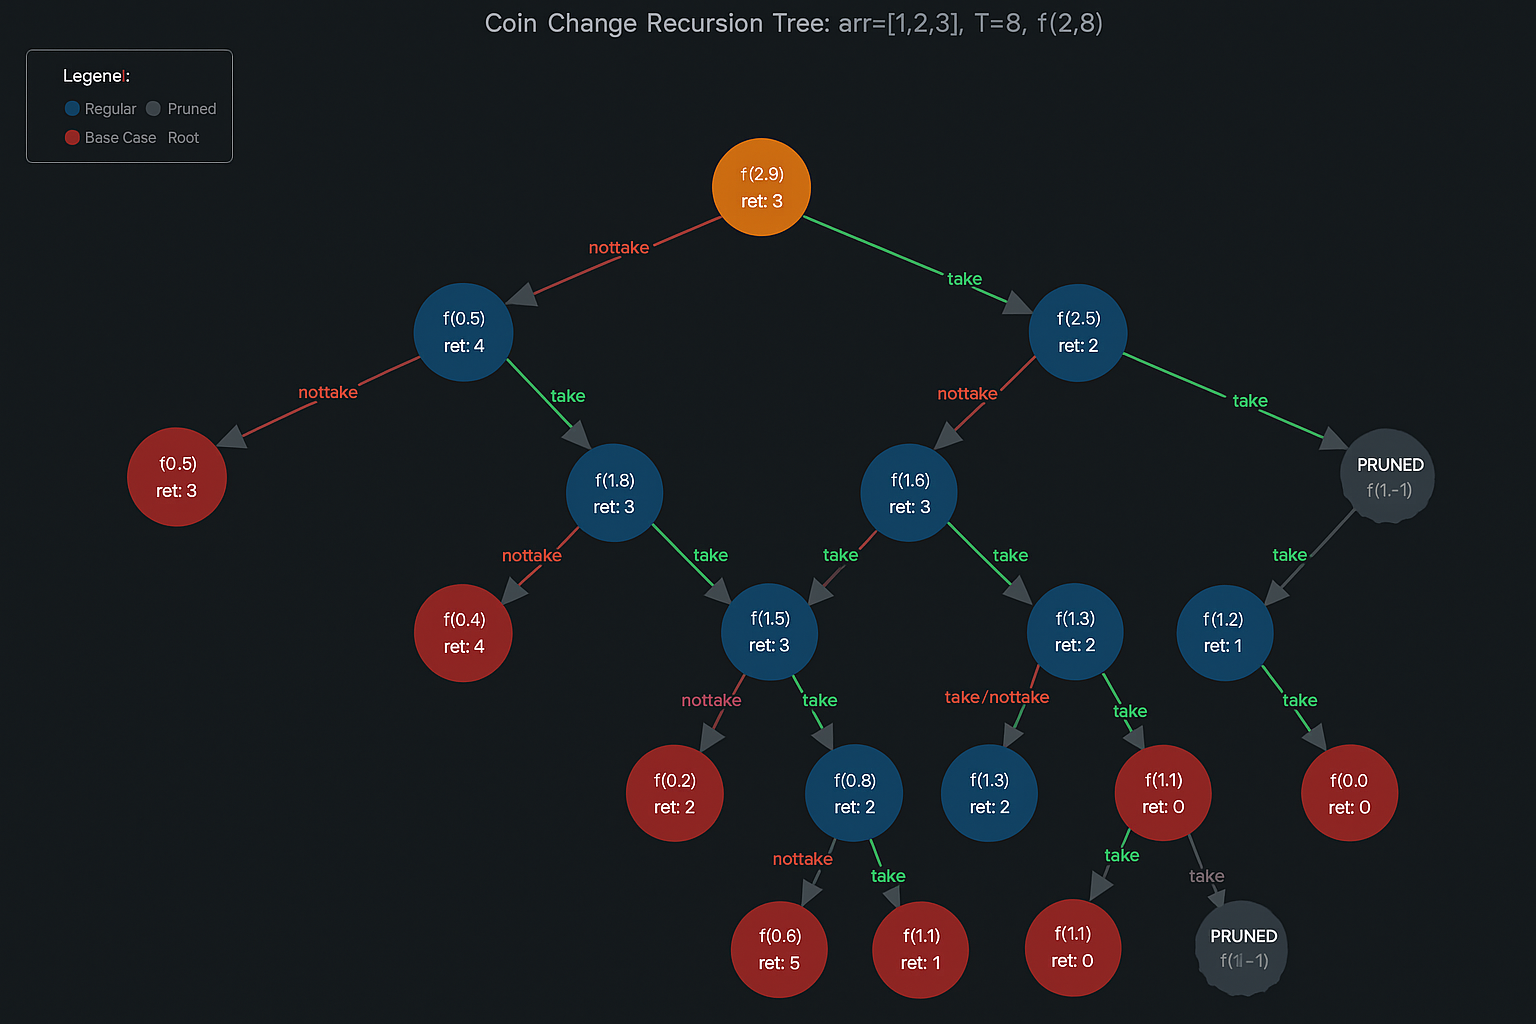 Coin Change Recursion Tree: arr=[1,2,3], T=8, f(2,8)
Legenel:
Regular
Pruned
Base Case
Root
f(2.9)
ret: 3
nottake
take
f(0.5)
ret: 4
f(2.5)
ret: 2
nottake
take
nottake
take
f(0.5)
ret: 3
f(1.8)
ret: 3
f(1.6)
ret: 3
PRUNED
f(1.-1)
nottake
take
take
take
take
f(0.4)
ret: 4
f(1.5)
ret: 3
f(1.3)
ret: 2
f(1.2)
ret: 1
nottake
take
take/nottake
take
take
f(0.2)
ret: 2
f(0.8)
ret: 2
f(1.3)
ret: 2
f(1.1)
ret: 0
f(0.0
ret: 0
nottake
take
take
take
f(0.6)
ret: 5
f(1.1)
ret: 1
f(1.1)
ret: 0
PRUNED